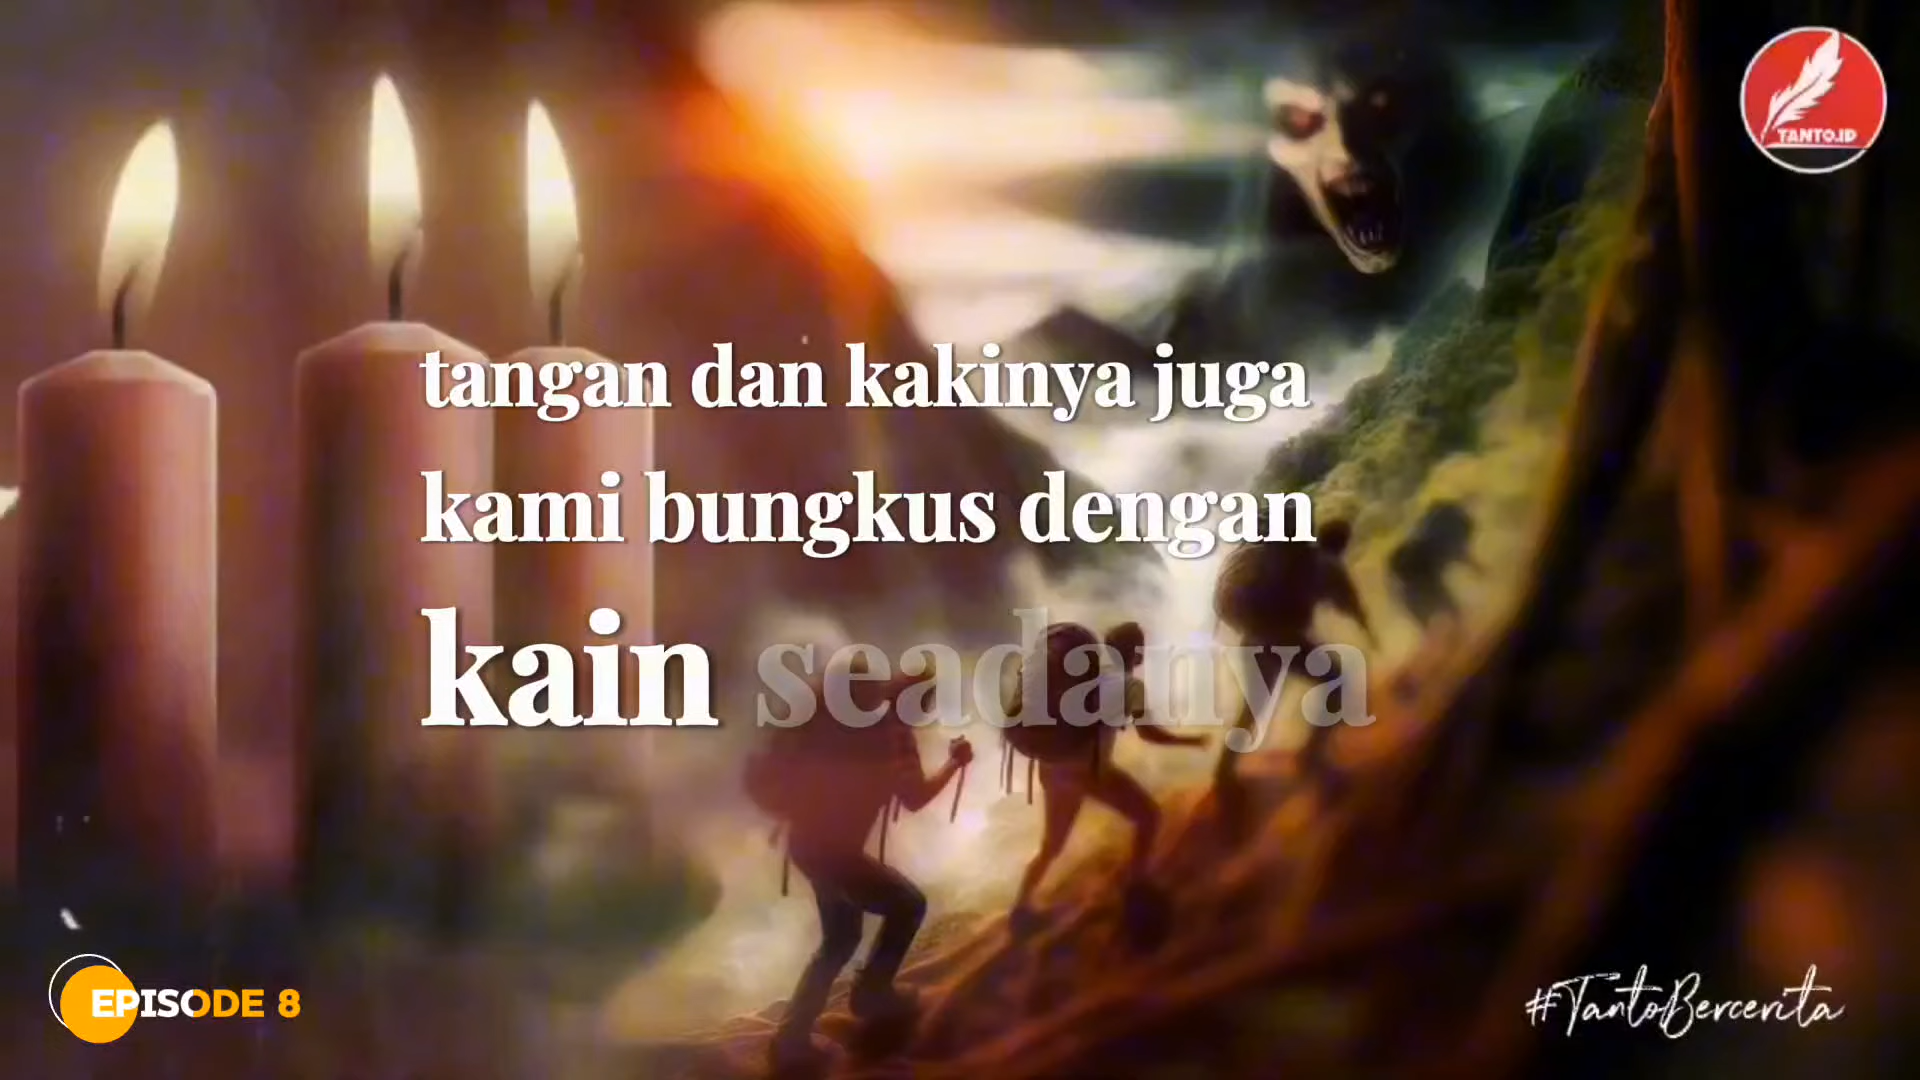 TANTO.ID
tangan dan kakinya juga
kami bungkus dengan
kain seadanya
EPISODE 8
#TantoBercerita